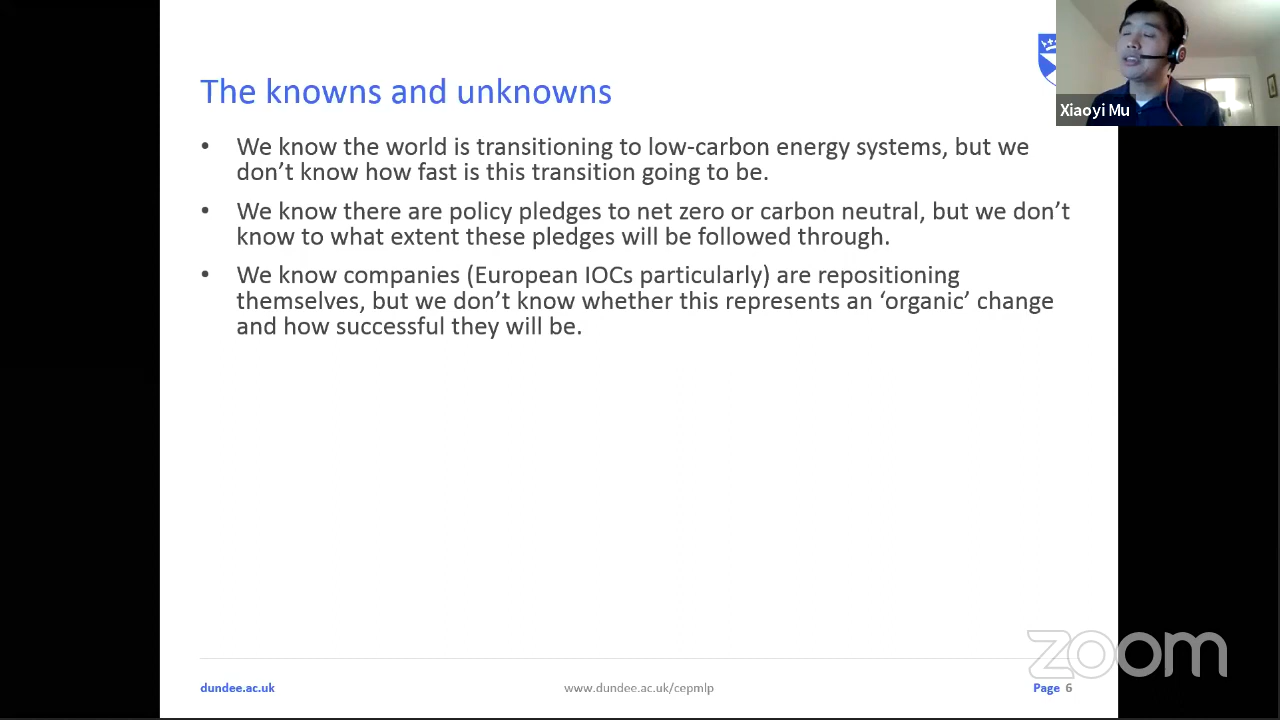 The knowns and unknowns
Xiaoyi Mu
• We know the world is transitioning to low-carbon energy systems, but we
don’t know how fast is this transition going to be.
• We know there are policy pledges to net zero or carbon neutral, but we don’t
know to what extent these pledges will be followed through.
• We know companies (European IOCs particularly) are repositioning
themselves, but we don’t know whether this represents an ‘organic’ change
and how successful they will be.
zoom
dundee.ac.uk
www.dundee.ac.uk/cepmlp
Page 6